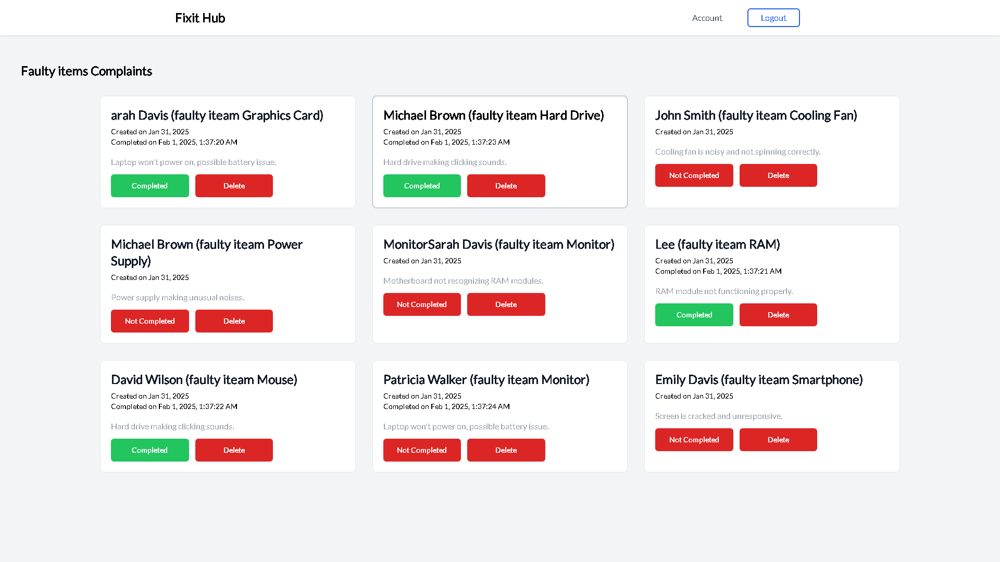 Fixit Hub
Account
Logout
Faulty items Complaints
arah Davis (faulty iteam Graphics Card)
Created on Jan 31, 2025
Completed on Feb 1, 2025, 1:37:20 AM
Laptop won't power on, possible battery issue.
Completed
Delete
Michael Brown (faulty iteam Hard Drive)
Created on Jan 31, 2025
Completed on Feb 1, 2025, 1:37:23 AM
Hard drive making clicking sounds.
Completed
Delete
John Smith (faulty iteam Cooling Fan)
Created on Jan 31, 2025
Cooling fan is noisy and not spinning correctly.
Not Completed
Delete
Michael Brown (faulty iteam Power
Supply)
Created on Jan 31, 2025
Power supply making unusual noises.
Not Completed
Delete
MonitorSarah Davis (faulty iteam Monitor)
Created on Jan 31, 2025
Motherboard not recognizing RAM modules.
Not Completed
Delete
Lee (faulty iteam RAM)
Created on Jan 31, 2025
Completed on Feb 1, 2025, 1:37:21 AM
RAM module not functioning properly.
Completed
Delete
David Wilson (faulty iteam Mouse)
Created on Jan 31, 2025
Completed on Feb 1, 2025, 1:37:22 AM
Hard drive making clicking sounds.
Completed
Delete
Patricia Walker (faulty iteam Monitor)
Created on Jan 31, 2025
Completed on Feb 1, 2025, 1:37:24 AM
Laptop won't power on, possible battery issue.
Not Completed
Delete
Emily Davis (faulty iteam Smartphone)
Created on Jan 31, 2025
Screen is cracked and unresponsive.
Not Completed
Delete